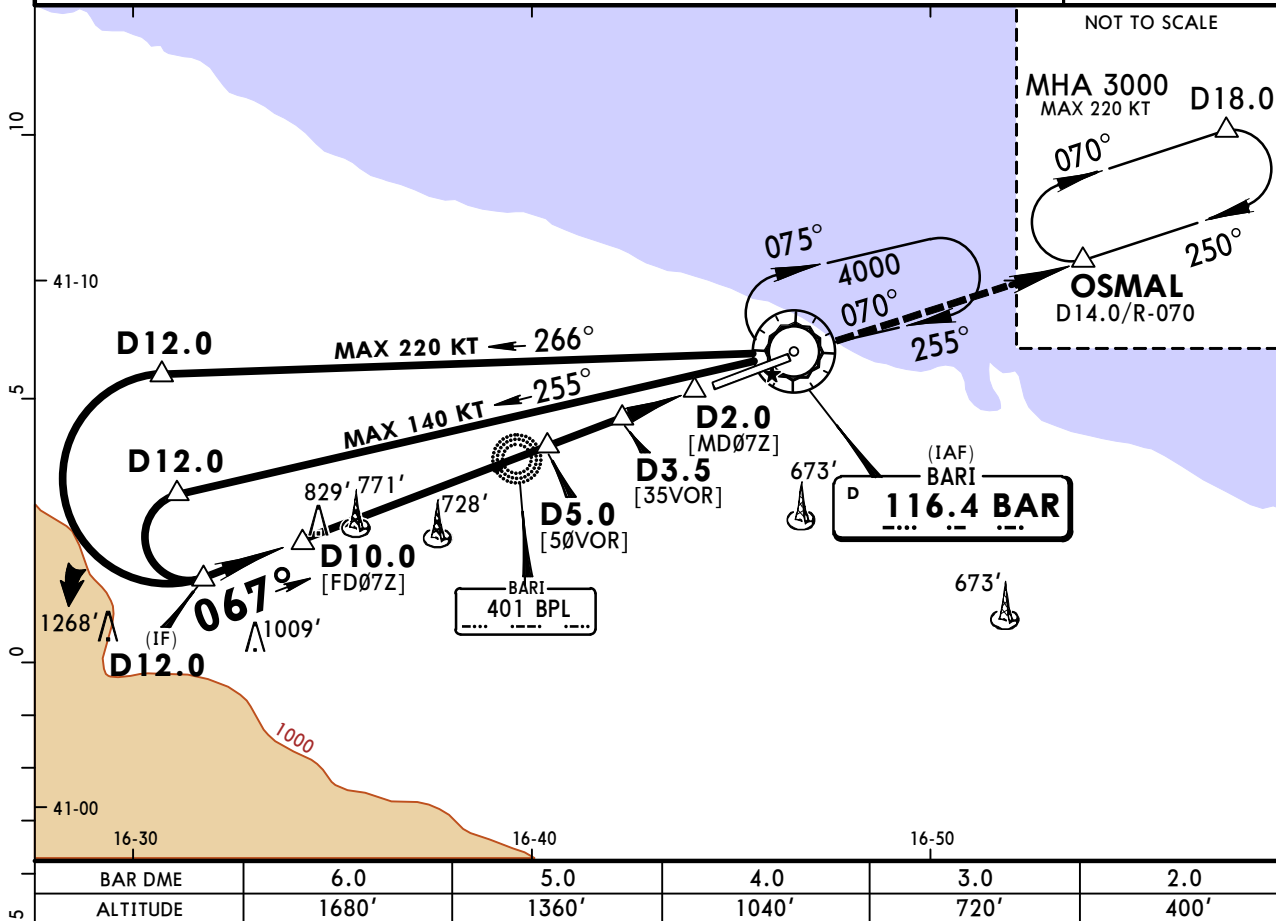 NOT TO SCALE
MHA 3000
MAX 220 KT
D18.0
070°
250°
OSMAL
D14.0/R-070
10
41-10
5
0
41-00
5
075°
4000
070°
255°
D12.0
MAX 220 KT
266°
MAX 140 KT
255°
D12.0
D2.0
[MDØ7Z]
D3.5
[35VOR]
D5.0
[5ØVOR]
829'
771'
728'
673'
(IAF)
BARI
D
116.4 BAR
D10.0
[FDØ7Z]
067°
BARI
401 BPL
673'
1268'
(IF)
D12.0
1009'
1000
16-30
16-40
16-50
BAR DME 6.0 5.0 4.0 3.0 2.0
ALTITUDE 1680' 1360' 1040' 720' 400'